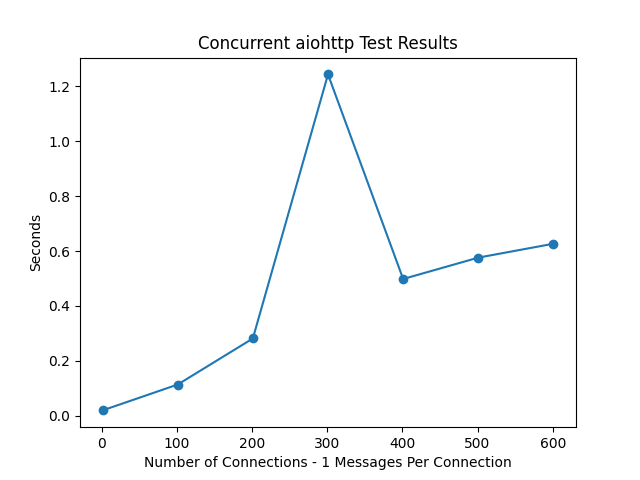 Concurrent aiohttp Test Results
1.2
1.0
0.8
0.6
0.4
0.2
0.0
Seconds
0 100 200 300 400 500 600
Number of Connections - 1 Messages Per Connection